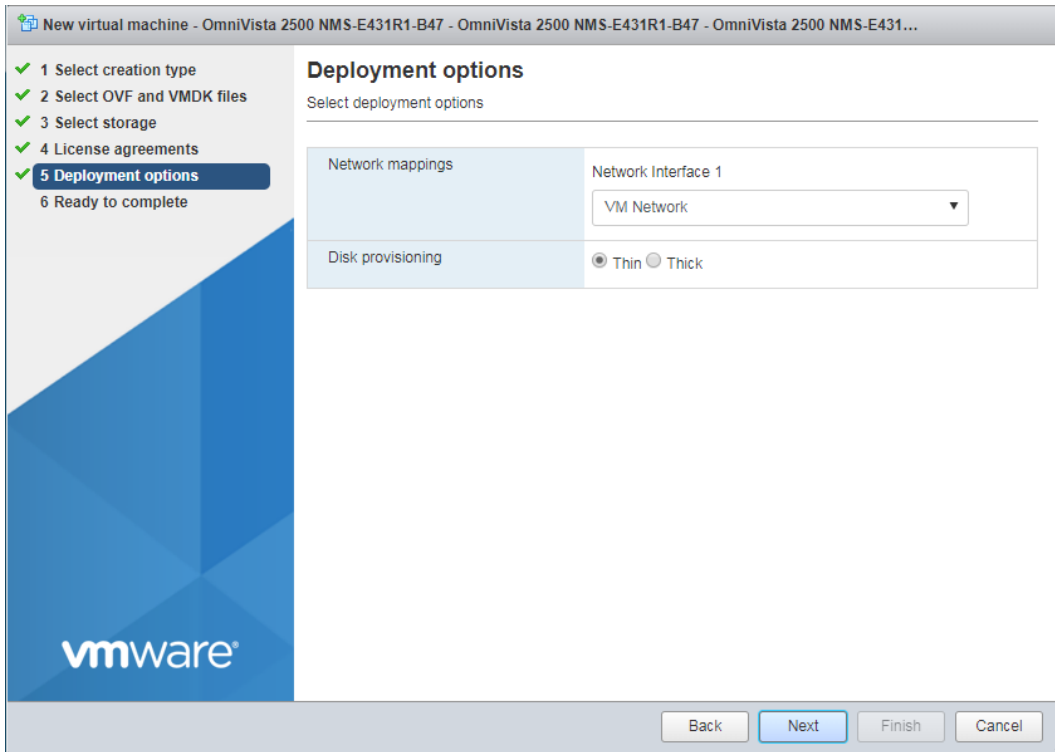 New virtual machine - OmniVista 2500 NMS-E431R1-B47 - OmniVista 2500 NMS-E431R1-B47 - OmniVista 2500 NMS-E431...
1 Select creation type
2 Select OVF and VMDK files
3 Select storage
4 License agreements
5 Deployment options
6 Ready to complete
Deployment options
Select deployment options
Network mappings
Network Interface 1
VM Network
Disk provisioning
Thin Thick
vmware®
Back Next Finish Cancel